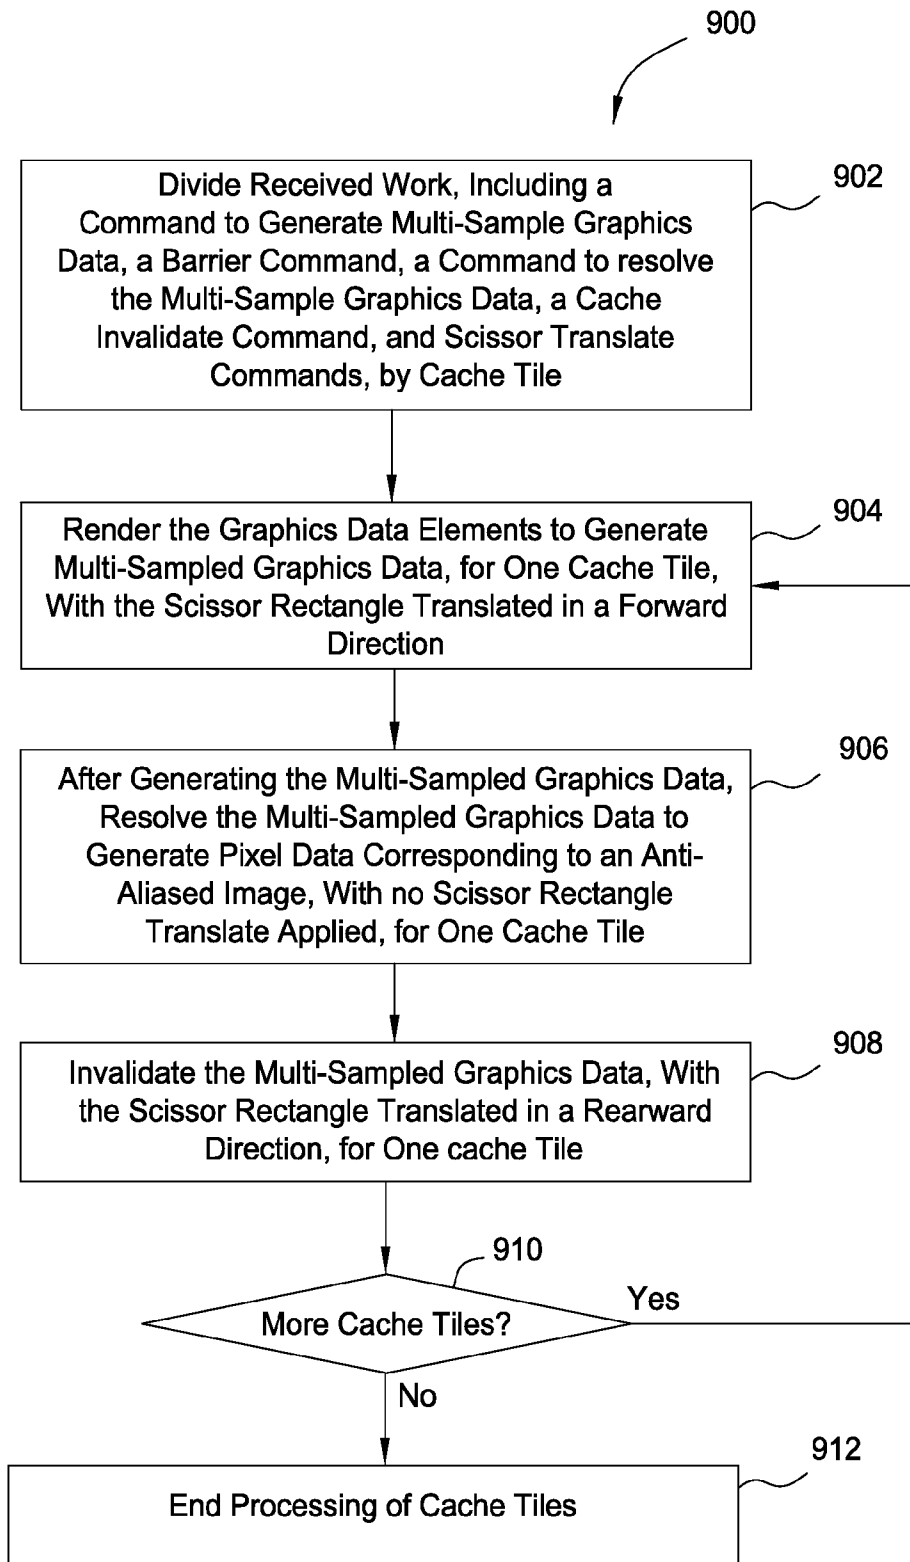 900
902
Divide Received Work, Including a
Command to Generate Multi-Sample Graphics
Data, a Barrier Command, a Command to resolve
the Multi-Sample Graphics Data, a Cache
Invalidate Command, and Scissor Translate
Commands, by Cache Tile
904
Render the Graphics Data Elements to Generate
Multi-Sampled Graphics Data, for One Cache Tile,
With the Scissor Rectangle Translated in a Forward
Direction
906
After Generating the Multi-Sampled Graphics Data,
Resolve the Multi-Sampled Graphics Data to
Generate Pixel Data Corresponding to an Anti-
Aliased Image, With no Scissor Rectangle
Translate Applied, for One Cache Tile
908
Invalidate the Multi-Sampled Graphics Data, With
the Scissor Rectangle Translated in a Rearward
Direction, for One cache Tile
910
More Cache Tiles?
Yes
No
912
End Processing of Cache Tiles